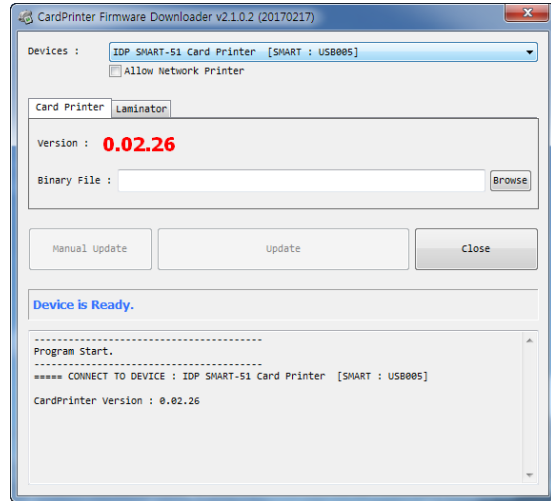 CardPrinter Firmware Downloader v2.1.0.2 (20170217)
Devices : IDP SMART-51 Card Printer [SMART : USB005]
Allow Network Printer
Card Printer Laminator
Version : 0.02.26
Binary File : Browse
Manual Update Update Close
Device is Ready.
----------------------------------------
Program Start.
----------------------------------------
===== CONNECT TO DEVICE : IDP SMART-51 Card Printer [SMART : USB005]
CardPrinter Version : 0.02.26